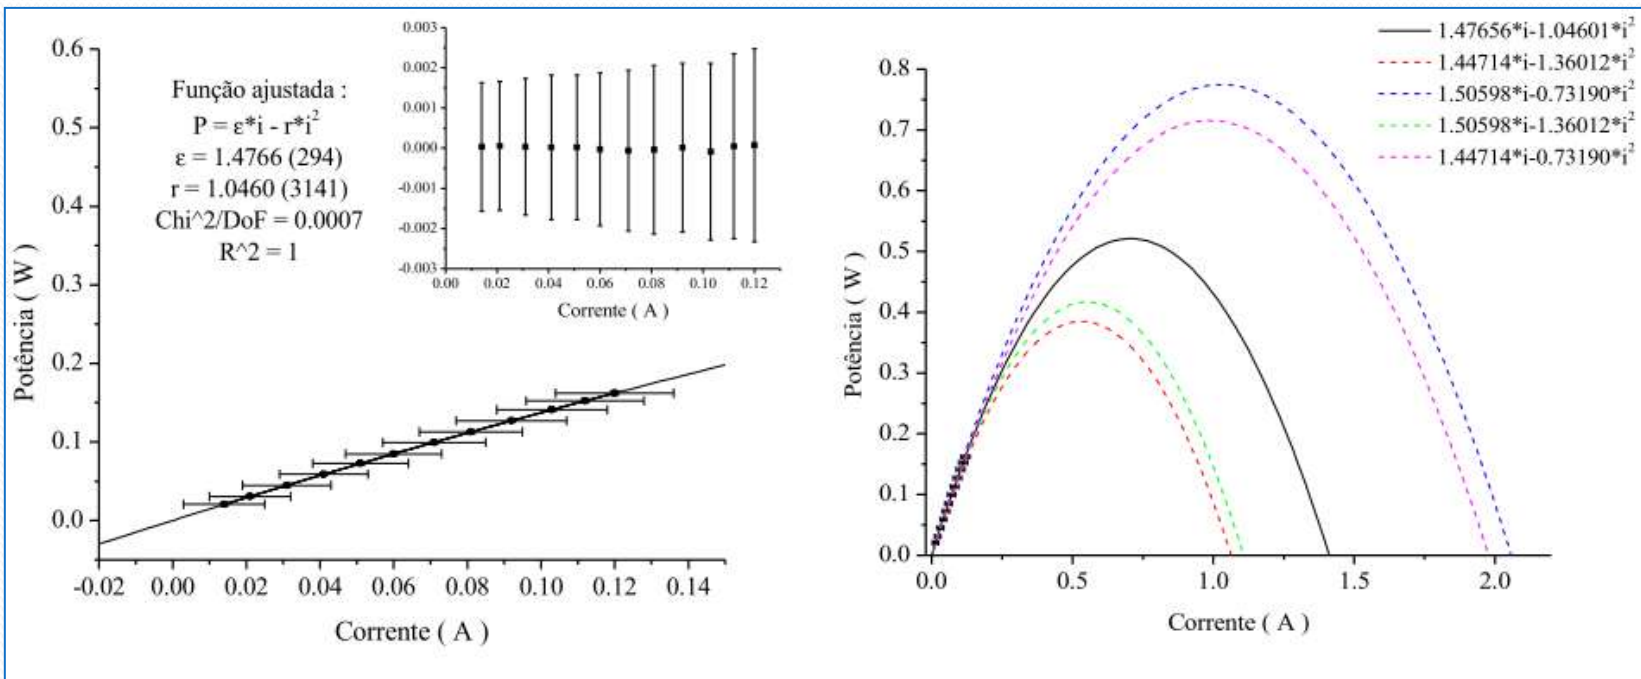 0.6
0.5
0.4
0.3
0.2
0.1
0.0
Potência ( W )
-0.02
0.00
0.02
0.04
0.06
0.08
0.10
0.12
0.14
Corrente ( A )
Função ajustada :
P = ε*i - r*i²
ε = 1.4766 (294)
r = 1.0460 (3141)
Chi^2/DoF = 0.0007
R^2 = 1
0.003
0.002
0.001
0.000
-0.001
-0.002
-0.003
0.00
0.02
0.04
0.06
0.08
0.10
0.12
Corrente ( A )
1.47656*i-1.04601*i²
1.44714*i-1.36012*i²
1.50598*i-0.73190*i²
1.50598*i-1.36012*i²
1.44714*i-0.73190*i²
0.8
0.7
0.8
0.5
0.4
0.3
0.2
0.1
0.0
Potência ( W )
0.0
0.5
1.0
1.5
2.0
Corrente ( A )